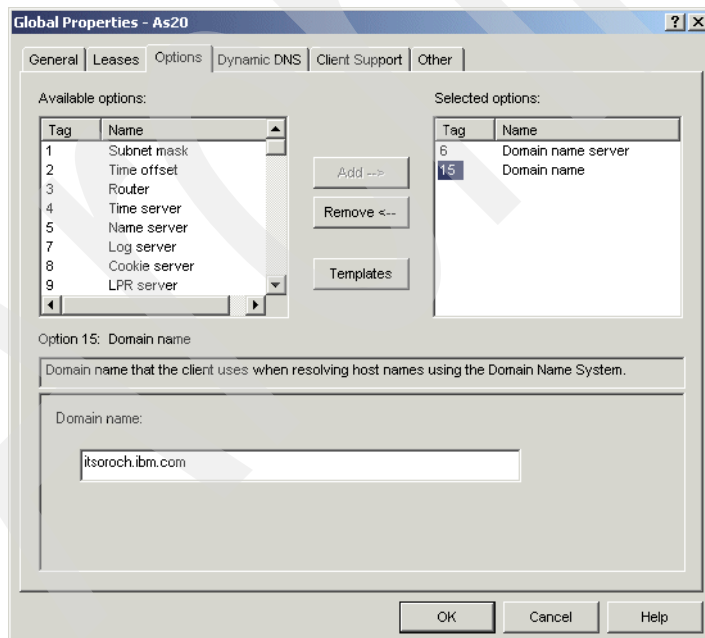 Global Properties - As20
? X
General Leases Options Dynamic DNS Client Support Other
Available options:
Selected options:
Tag Name
Tag Name
1 Subnet mask
6 Domain name server
2 Time offset
15 Domain name
3 Router
Add -->
4 Time server
5 Name server
Remove <--
7 Log server
8 Cookie server
9 LPR server
Templates
Option 15: Domain name
Domain name that the client uses when resolving host names using the Domain Name System.
Domain name:
itsoroch.ibm.com
OK Cancel Help